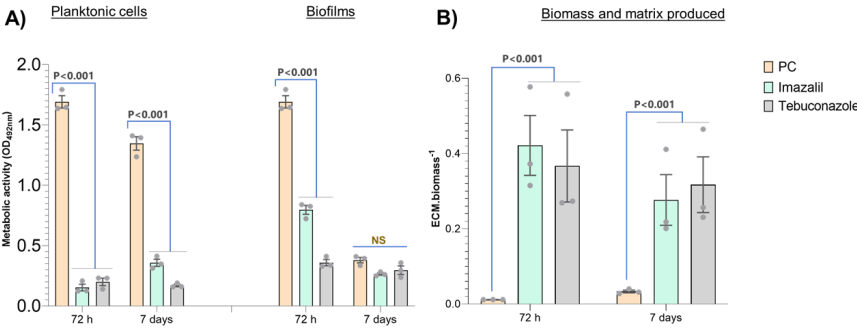 A)
Planktonic cells
Biofilms
Metabolic activity (OD492nm)
2.0
1.5
1.0
0.5
0.0
P<0.001
P<0.001
P<0.001
NS
72 h
7 days
72 h
7 days
B)
Biomass and matrix produced
ECM.biomass-1
0.6
0.4
0.2
0.0
P<0.001
P<0.001
72 h
7 days
PC
Imazalil
Tebuconazole